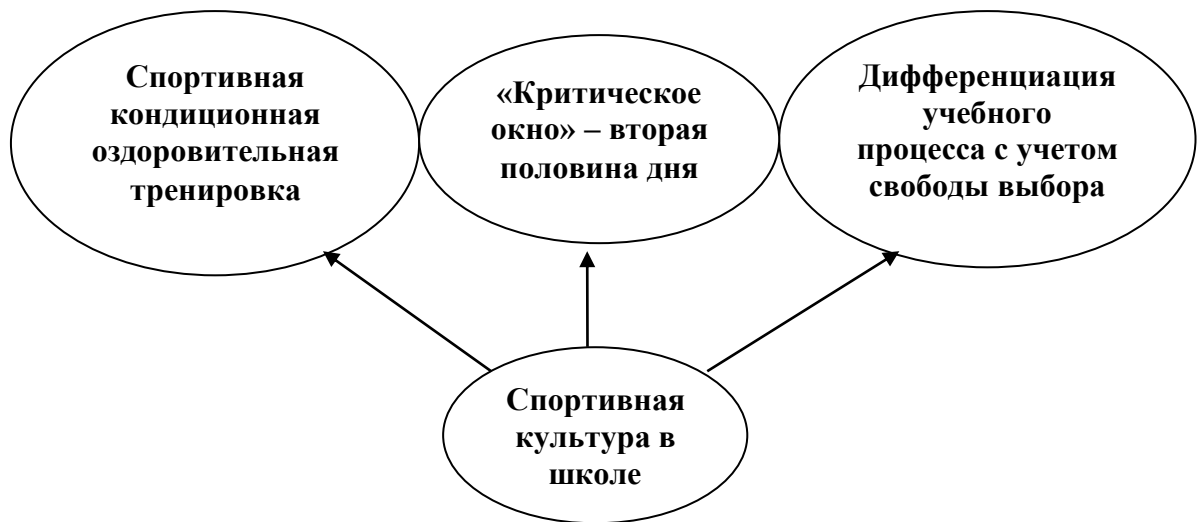 Спортивная
кондиционная
оздоровительная
тренировка
«Критическое
окно» – вторая
половина дня
Дифференциация
учебного
процесса с учетом
свободы выбора
Спортивная
культура в
школе